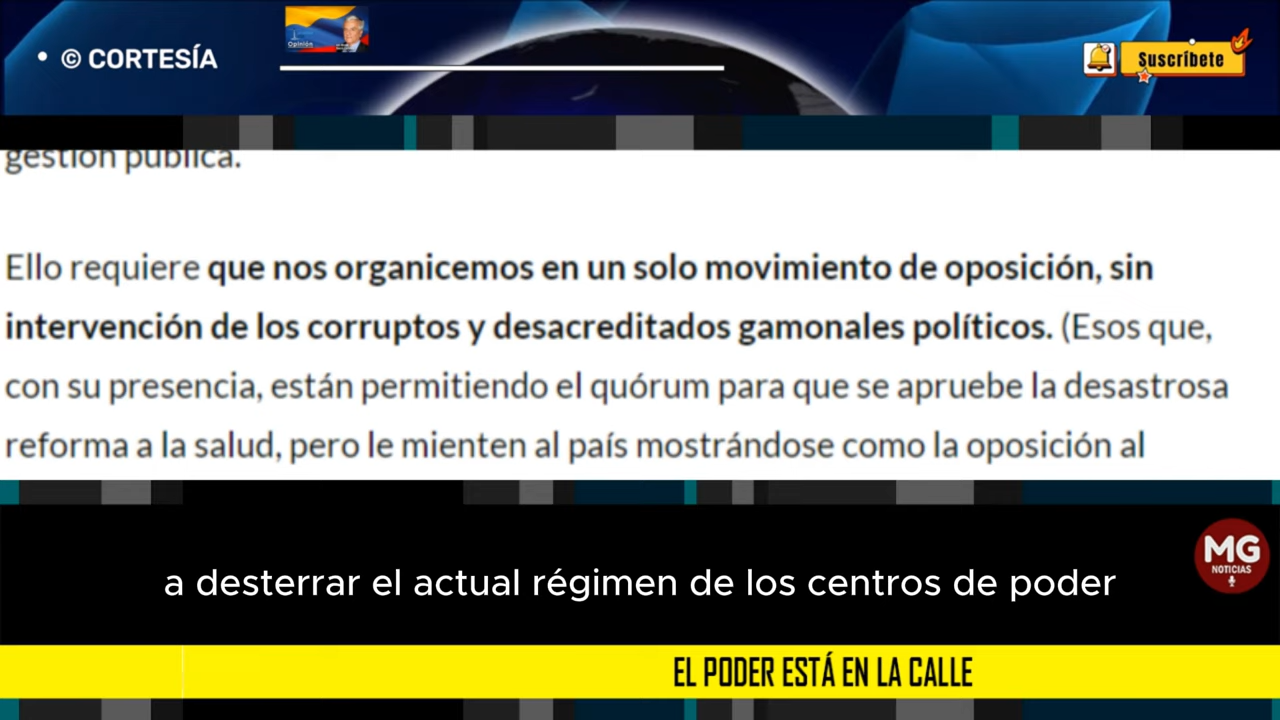 • © CORTESÍA
Opinión
Suscríbete
gestión pública.
Ello requiere que nos organicemos en un solo movimiento de oposición, sin
intervención de los corruptos y desacreditados gamonales políticos. (Esos que,
con su presencia, están permitiendo el quórum para que se apruebe la desastrosa
reforma a la salud, pero le mienten al país mostrándose como la oposición al
MG
NOTICIAS
a desterrar el actual régimen de los centros de poder
EL PODER ESTÁ EN LA CALLE